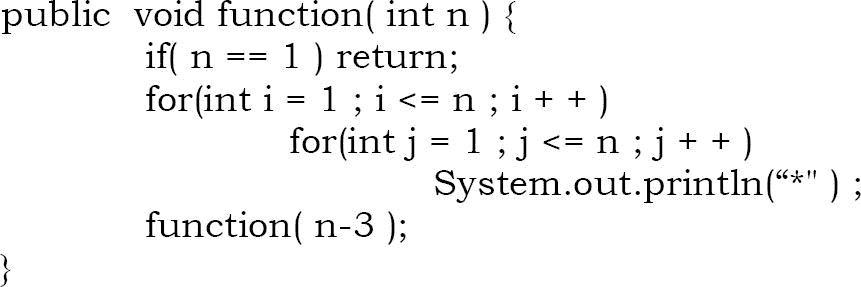 public void function( int n ) {
if( n == 1 ) return;
for(int i = 1 ; i <= n ; i + + )
for(int j = 1 ; j <= n ; j + + )
System.out.println(“*" ) ;
function( n-3 );
}